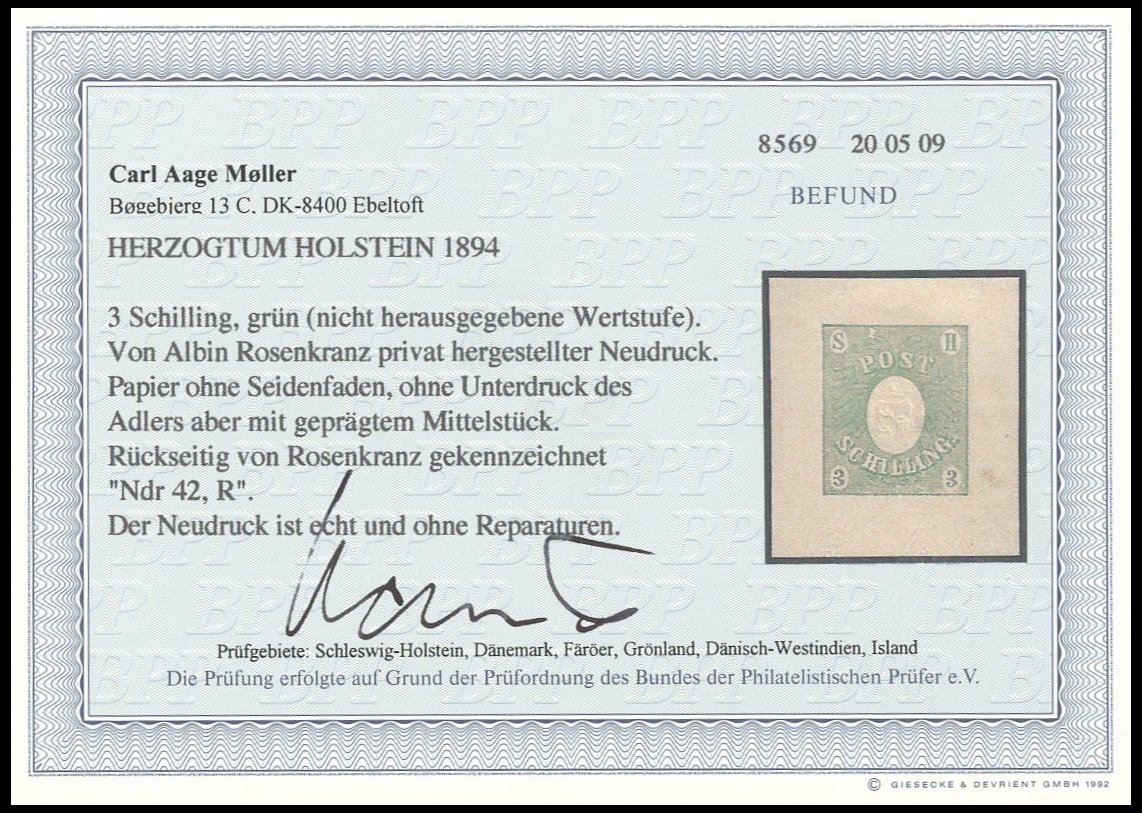 8569 20 05 09
BEFUND
Carl Aage Møller
Bøgebjerg 13 C, DK-8400 Ebeltoft
HERZOGTUM HOLSTEIN 1894
3 Schilling, grün (nicht herausgegebene Wertstufe).
Von Albin Rosenkranz privat hergestellter Neudruck.
Papier ohne Seidenfaden, ohne Unterdruck des
Adlers aber mit geprägtem Mittelstück.
Rückseitig von Rosenkranz gekennzeichnet
"Ndr 42, R".
Der Neudruck ist echt und ohne Reparaturen.
S H
POST
SCHILLING.
3 3
Prüfgebiete: Schleswig-Holstein, Dänemark, Färöer, Grönland, Dänisch-Westindien, Island
Die Prüfung erfolgte auf Grund der Prüfordnung des Bundes der Philatelistischen Prüfer e.V.
© GIESECKE & DEVRIENT GMBH 1992